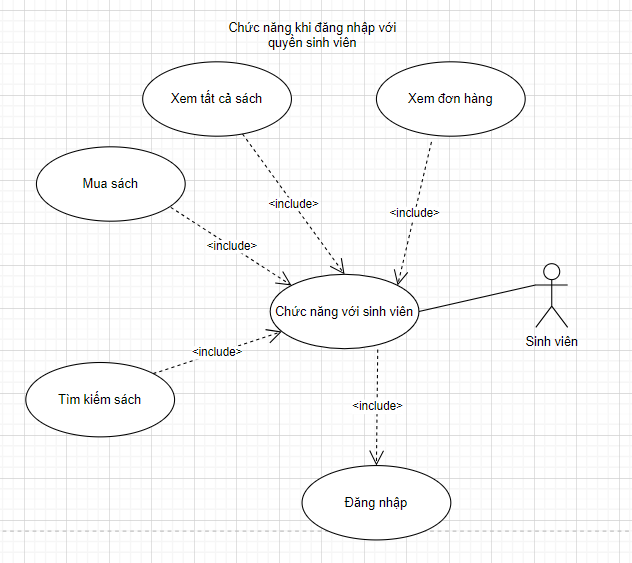 Chức năng khi đăng nhập với
quyền sinh viên
Xem tất cả sách
Xem đơn hàng
Mua sách
<include>
<include>
<include>
Chức năng với sinh viên
Sinh viên
<include>
Tìm kiếm sách
<include>
Đăng nhập